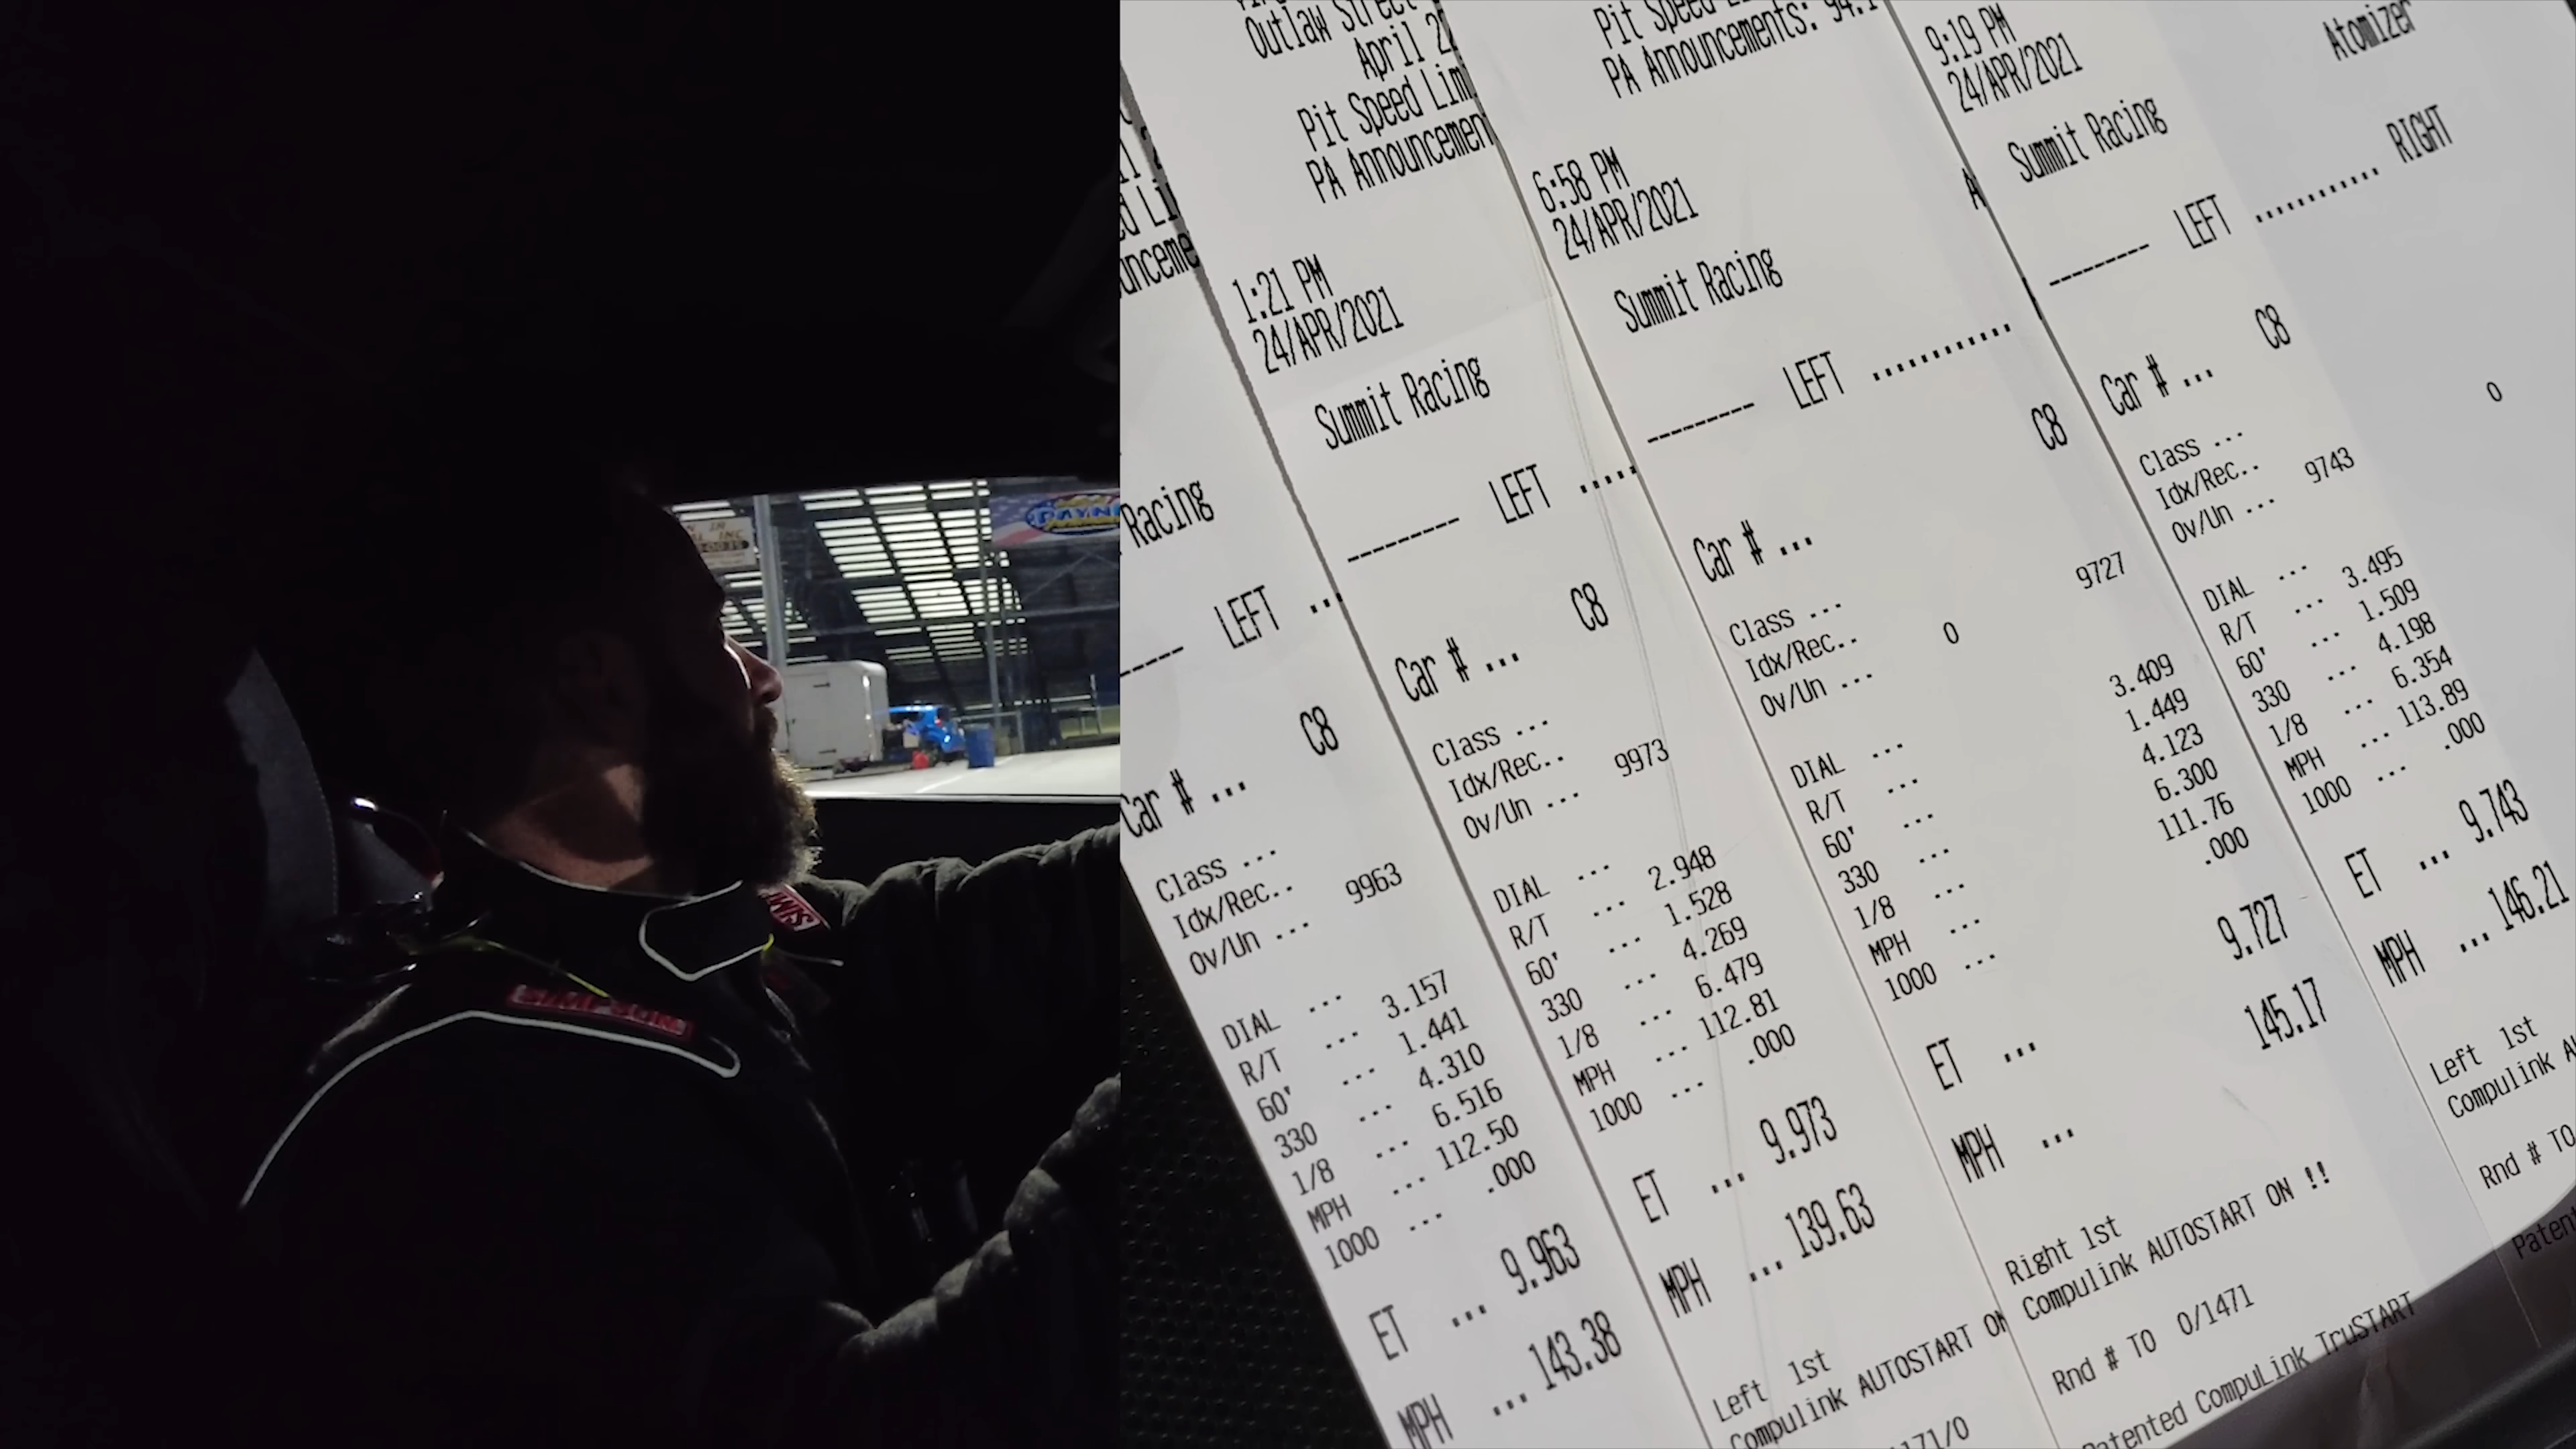 PAYNE
SIMPSON
Racing
LEFT ...
C8
Car # ...
Class ...
Idx/Rec..
Ov/Un ... 9963
DIAL ...
R/T ... 3.157
60' ... 1.441
330 ... 4.310
1/8 ... 6.516
MPH ... 112.50
1000 ... .000
ET ... 9.963
MPH ... 143.38
Outlaw Street
April
Pit Speed
PA
1:21 PM
24/APR/2021
Summit Racing
-------- LEFT .....
Car # ... C8
Class ...
Idx/Rec..
Ov/Un ... 9973
DIAL ...
R/T ... 2.948
60' ... 1.528
330 ... 4.269
1/8 ... 6.479
MPH ... 112.81
1000 ... .000
ET ... 9.973
MPH ... 139.63
Left 1st
Compulink AUTOSTART ON
Pit Speed
PA Announcements: 94.1
6:58 PM
24/APR/2021
Summit Racing
-------- LEFT ...........
Car # ... C8
Class ...
Idx/Rec.. 0
Ov/Un ... 9727
DIAL ...
R/T ... 3.409
60' ... 1.449
330 ... 4.123
1/8 ... 6.300
MPH ... 111.76
1000 ... .000
ET ... 9.727
MPH ... 145.17
Right 1st
Compulink AUTOSTART ON !!
Rnd # TO 0/1471
Patented CompuLink TruSTART
9:19 PM
24/APR/2021
Atomizer
Summit Racing
-------- LEFT ........... RIGHT
Car # ... C8
Class ...
Idx/Rec.. 0
Ov/Un ... 9743
DIAL ...
R/T ... 3.495
60' ... 1.509
330 ... 4.198
1/8 ... 6.354
MPH ... 113.89
1000 ... .000
ET ... 9.743
MPH ... 146.21
Left 1st
Compulink
Rnd # TO